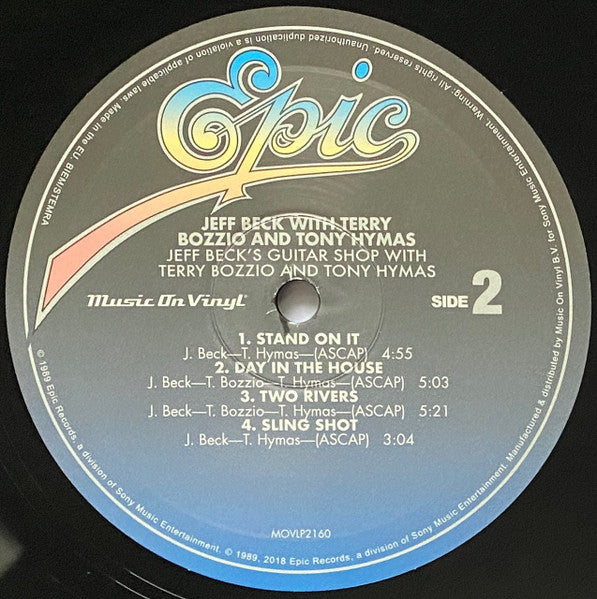 Epic
JEFF BECK WITH TERRY
BOZZIO AND TONY HYMAS
JEFF BECK'S GUITAR SHOP WITH
TERRY BOZZIO AND TONY HYMAS
Music On Vinyl®
SIDE 2
1. STAND ON IT
J. Beck—T. Hymas—(ASCAP) 4:55
2. DAY IN THE HOUSE
J. Beck—T. Bozzio—T. Hymas—(ASCAP) 5:03
3. TWO RIVERS
J. Beck—T. Bozzio—T. Hymas—(ASCAP) 5:21
4. SLING SHOT
J. Beck—T. Hymas—(ASCAP) 3:04
MOVLP2160
℗ 1989 Epic Records, a division of Sony Music Entertainment. © 1989, 2018 Epic Records, a division of Sony Music Entertainment. Manufactured & distributed by Music On Vinyl B.V. for Sony Music Entertainment. Warning: All rights reserved. Unauthorized duplication is a violation of applicable laws. Made in the EU. BIEM/STEMRA